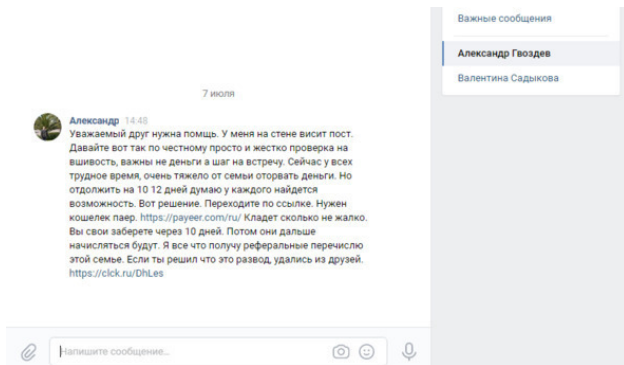 Важные сообщения
Александр Гвоздев
Валентина Садыкова
7 июля
Александр 14:48
Уважаемый друг нужна помщь. У меня на стене висит пост.
Давайте вот так по честному просто и жестко проверка на
вшивость, важны не деньги а шаг на встречу. Сейчас у всех
трудное время, очень тяжело от семьи оторвать деньги. Но
отдолжить на 10 12 дней думаю у каждого найдется
возможность. Вот решение. Переходите по ссылке. Нужен
кошелек паер. https://payeer.com/ru/ Кладет сколько не жалко.
Вы свои заберете через 10 дней. Потом они дальше
начисляться будут. Я все что получу реферальные перечислю
этой семье. Если ты решил что это развод, удались из друзей.
https://clck.ru/DhLes
Напишите сообщение...